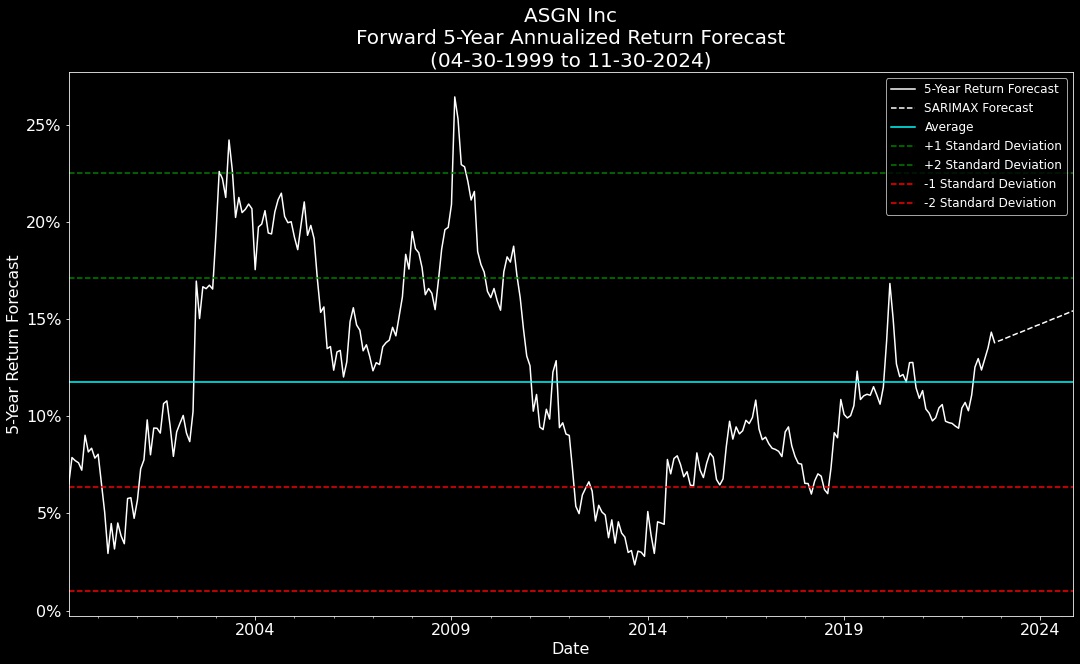 ASGN Inc
Forward 5-Year Annualized Return Forecast
(04-30-1999 to 11-30-2024)
5-Year Return Forecast
SARIMAX Forecast
Average
+1 Standard Deviation
+2 Standard Deviation
-1 Standard Deviation
-2 Standard Deviation
5-Year Return Forecast
25%
20%
15%
10%
5%
0%
2004
2009
2014
2019
2024
Date